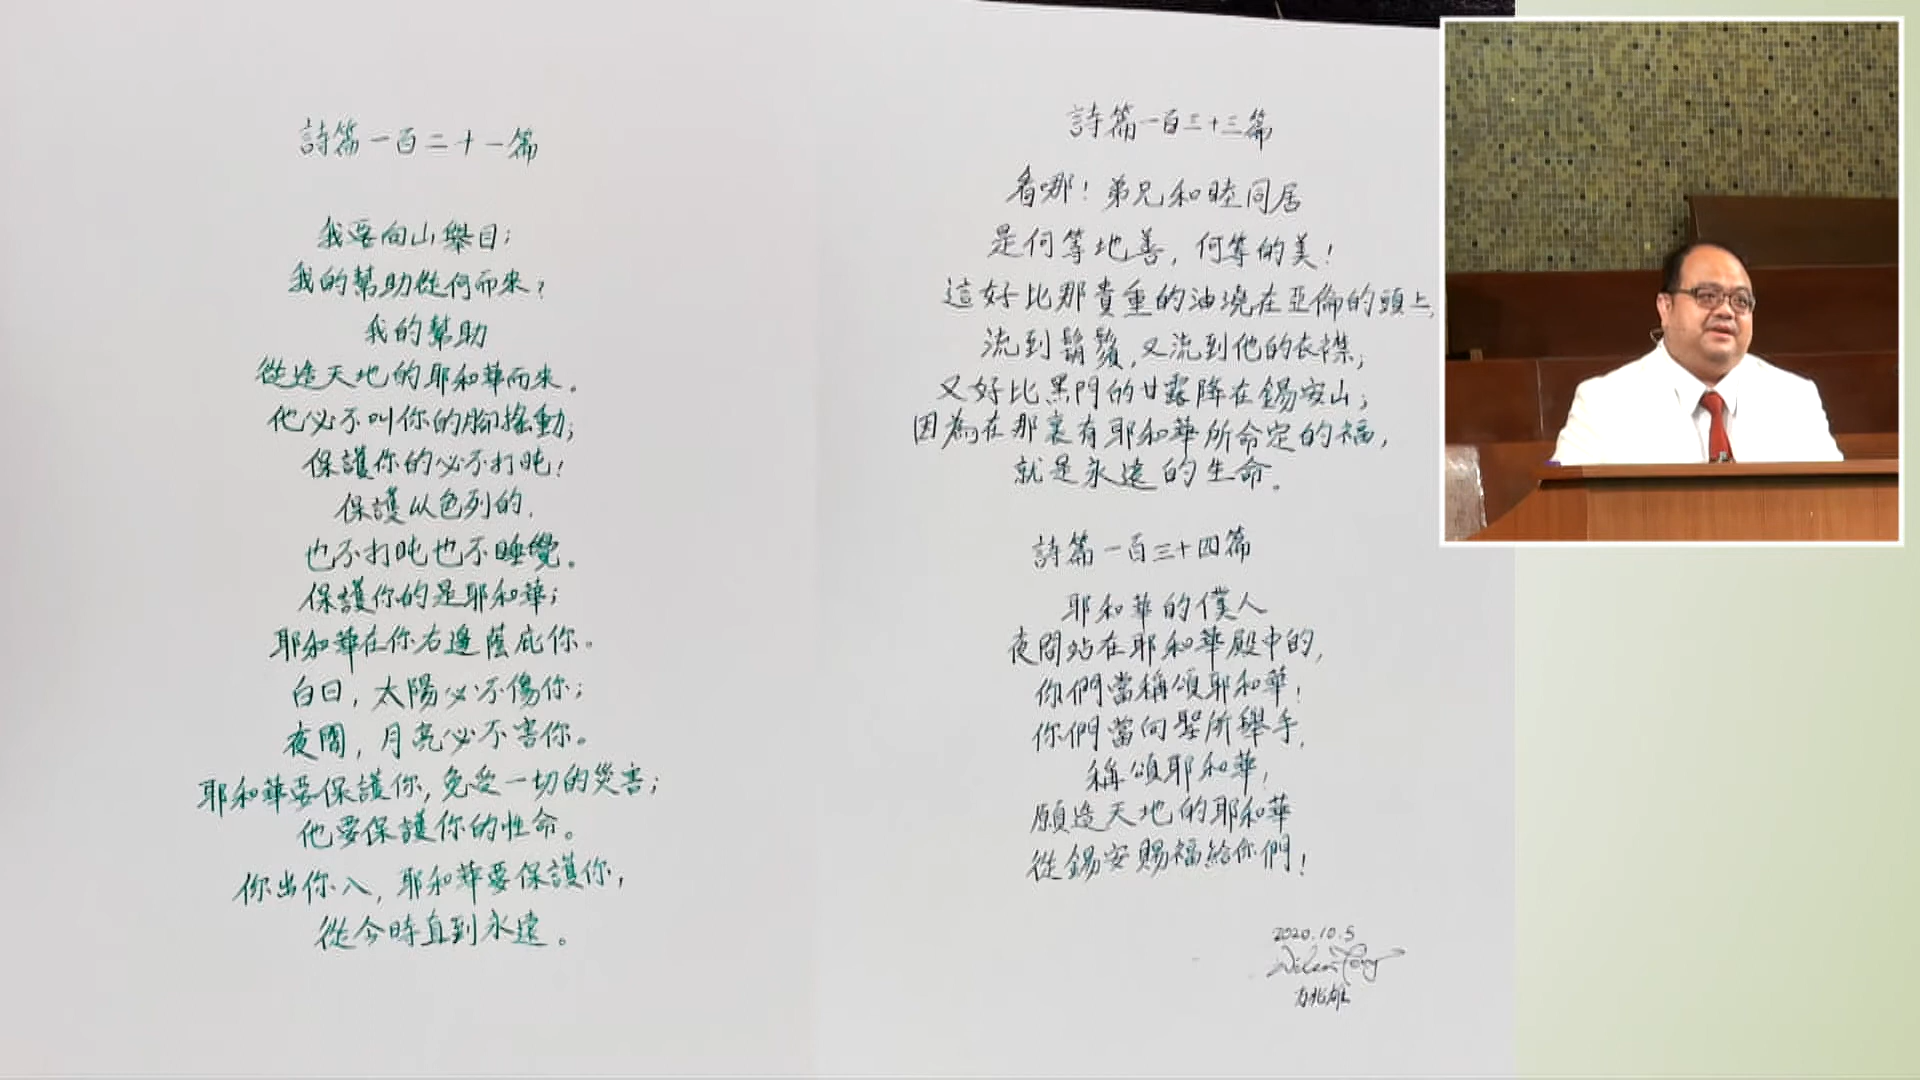 詩篇一百二十一篇
我要向山舉目;
我的幫助從何而來?
我的幫助
從造天地的耶和華而來。
他必不叫你的腳搖動;
保護你的必不打盹!
保護以色列的,
也不打盹也不睡覺。
保護你的是耶和華;
耶和華在你右邊蔭庇你。
白日,太陽必不傷你;
夜間,月亮必不害你。
耶和華要保護你,免受一切的災害;
他要保護你的性命。
你出你入,耶和華要保護你,
從今時直到永遠。
詩篇一百三十三篇
看哪!弟兄和睦同居
是何等地善,何等的美!
這好比那貴重的油澆在亞倫的頭上,
流到鬍鬚,又流到他的衣襟;
又好比黑門的甘露降在錫安山;
因為在那裏有耶和華所命定的福,
就是永遠的生命。
詩篇一百三十四篇
耶和華的僕人
夜間站在耶和華殿中的,
你們當稱頌耶和華!
你們當向聖所舉手,
稱頌耶和華!
願造天地的耶和華
從錫安賜福給你們!
2020.10.5